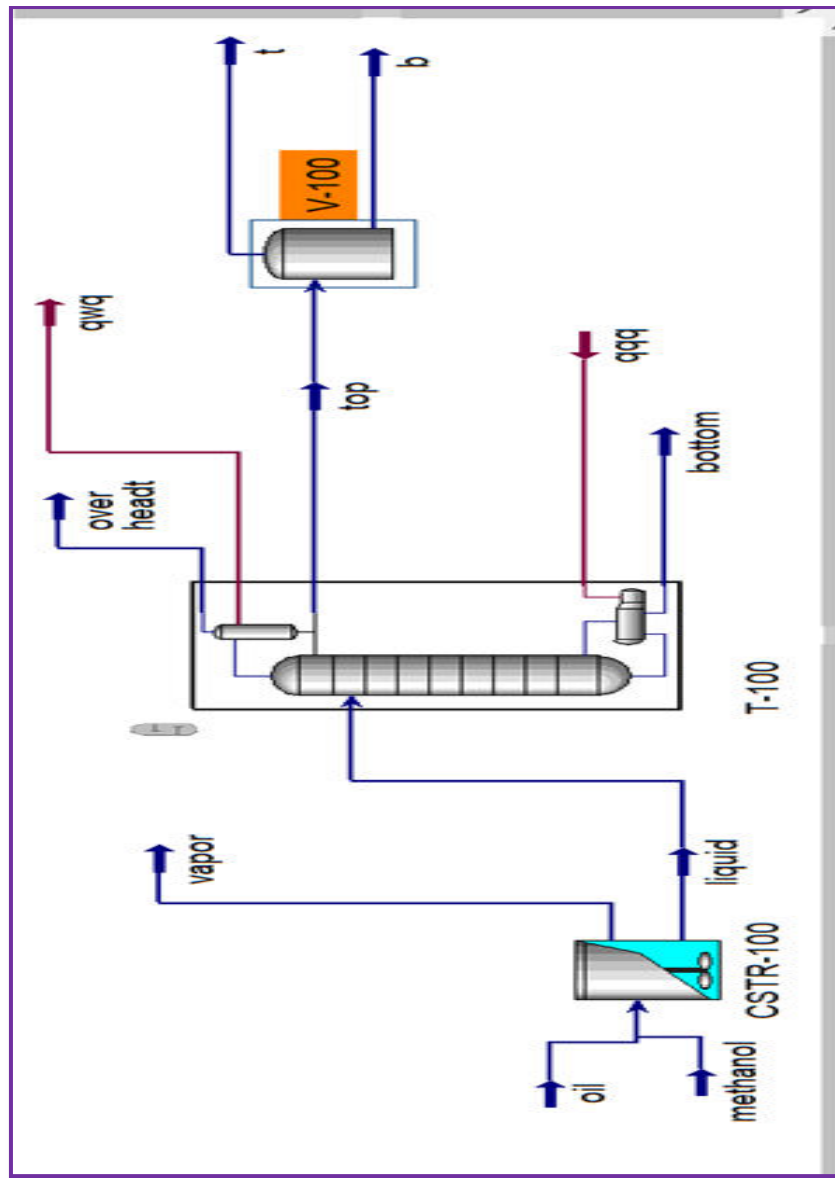 oil
methanol
CSTR-100
vapor
liquid
T-100
over
headt
qwq
top
qqq
bottom
V-100
t
b